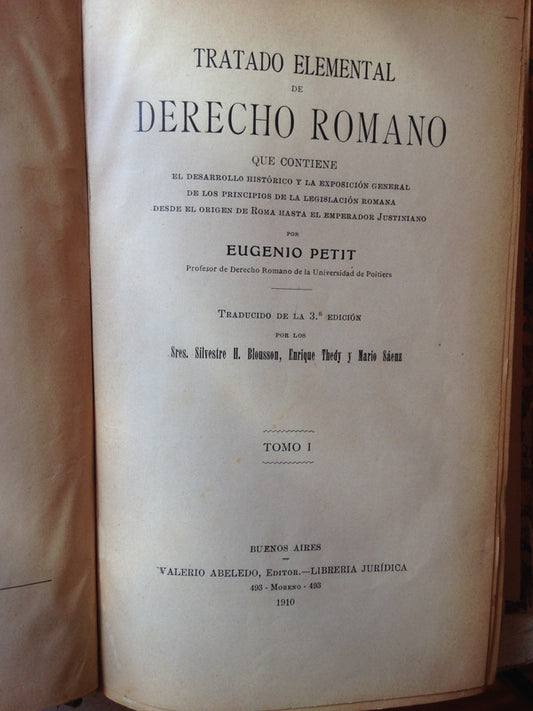 TRATADO ELEMENTAL
DE
DERECHO ROMANO
QUE CONTIENE
EL DESARROLLO HISTÓRICO Y LA EXPOSICIÓN GENERAL
DE LOS PRINCIPIOS DE LA LEGISLACIÓN ROMANA
DESDE EL ORIGEN DE ROMA HASTA EL EMPERADOR JUSTINIANO
POR
EUGENIO PETIT
Profesor de Derecho Romano de la Universidad de Poitiers
TRADUCIDO DE LA 3.ª EDICIÓN
POR LOS
Sres. Silvestre H. Blousson, Enrique Thedy y Mario Sáenz
TOMO I
BUENOS AIRES
VALERIO ABELEDO, EDITOR.—LIBRERIA JURÍDICA
493 - MORENO - 493
1910